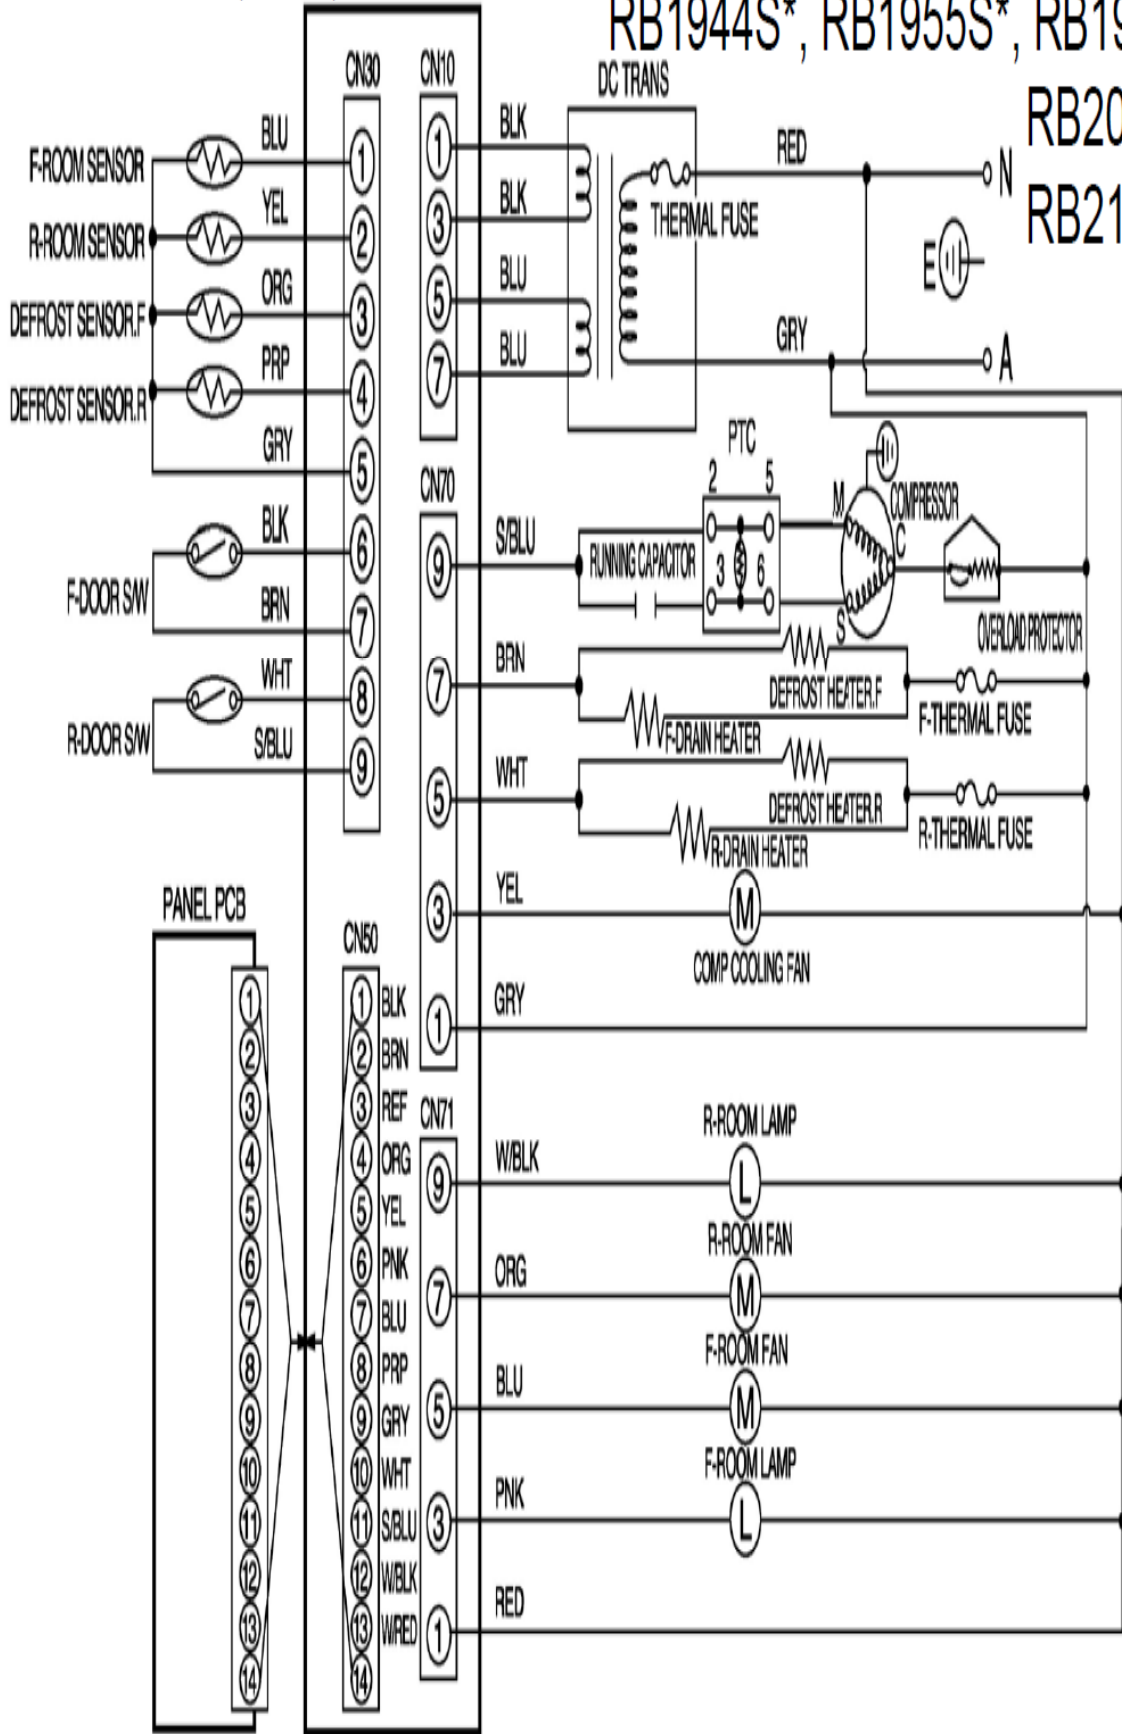 RB1944S*, RB1955S*, RB19
RB20
RB21
CN30
CN10
DC TRANS
F-ROOM SENSOR
BLU
1
1
BLK
RED
N
R-ROOM SENSOR
YEL
2
3
BLK
THERMAL FUSE
E
DEFROST SENSOR.F
ORG
3
5
BLU
GRY
A
DEFROST SENSOR.R
PRP
4
7
BLU
GRY
5
CN70
PTC
2 5
3 6
F-DOOR S/W
BLK
6
BRN
7
9
S/BLU
RUNNING CAPACITOR
M
C
S
COMPRESSOR
OVERLOAD PROTECTOR
R-DOOR S/W
WHT
8
S/BLU
9
7
BRN
DEFROST HEATER.F
F-DRAIN HEATER
F-THERMAL FUSE
5
WHT
DEFROST HEATER.R
R-DRAIN HEATER
R-THERMAL FUSE
3
YEL
M
COMP COOLING FAN
1
GRY
PANEL PCB
CN50
1
2
3
4
5
6
7
8
9
10
11
12
13
14
1 BLK
2 BRN
3 REF
4 ORG
5 YEL
6 PNK
7 BLU
8 PRP
9 GRY
10 WHT
11 S/BLU
12 W/BLK
13 W/RED
14
CN71
R-ROOM LAMP
9
W/BLK
L
R-ROOM FAN
7
ORG
M
F-ROOM FAN
5
BLU
M
F-ROOM LAMP
3
PNK
L
1
RED